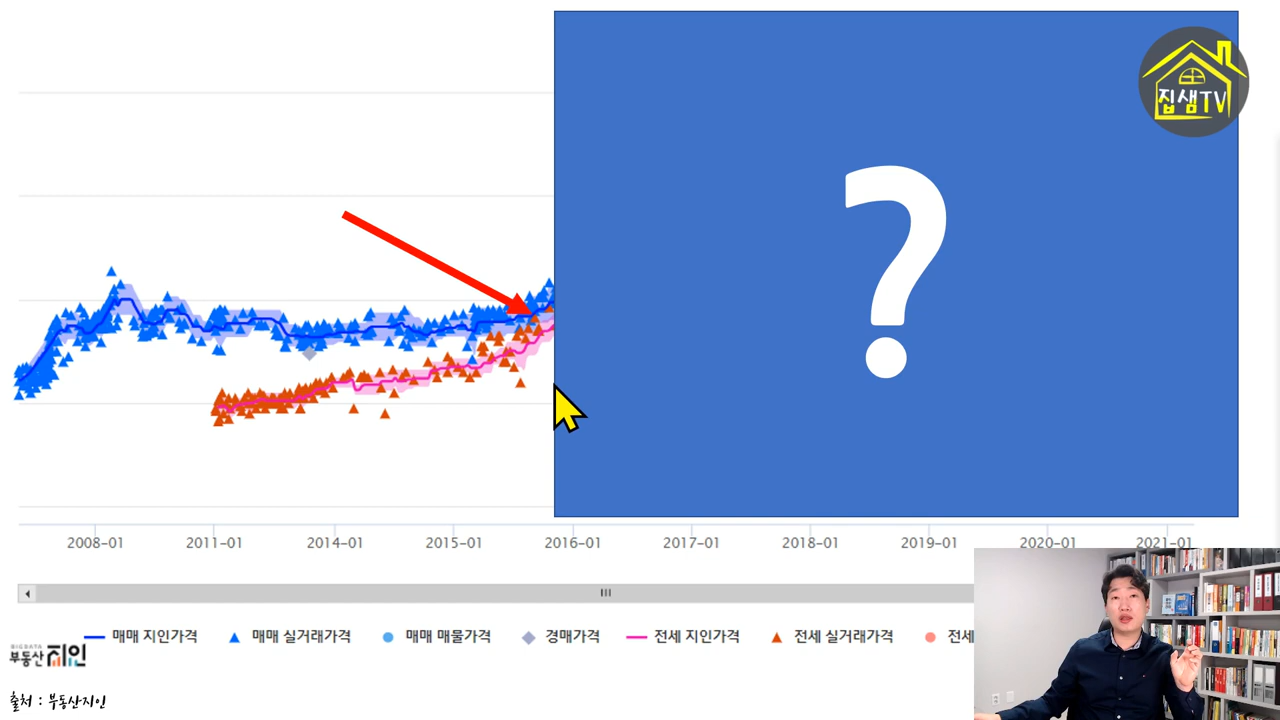 집샘TV
?
2008-01 2011-01 2014-01 2015-01 2016-01 2017-01 2018-01 2019-01 2020-01 2021-01
매매 지인가격 매매 실거래가격 매매 매물가격 경매가격 전세 지인가격 전세 실거래가격 전세
BIGDATA
부동산지인
출처 : 부동산지인